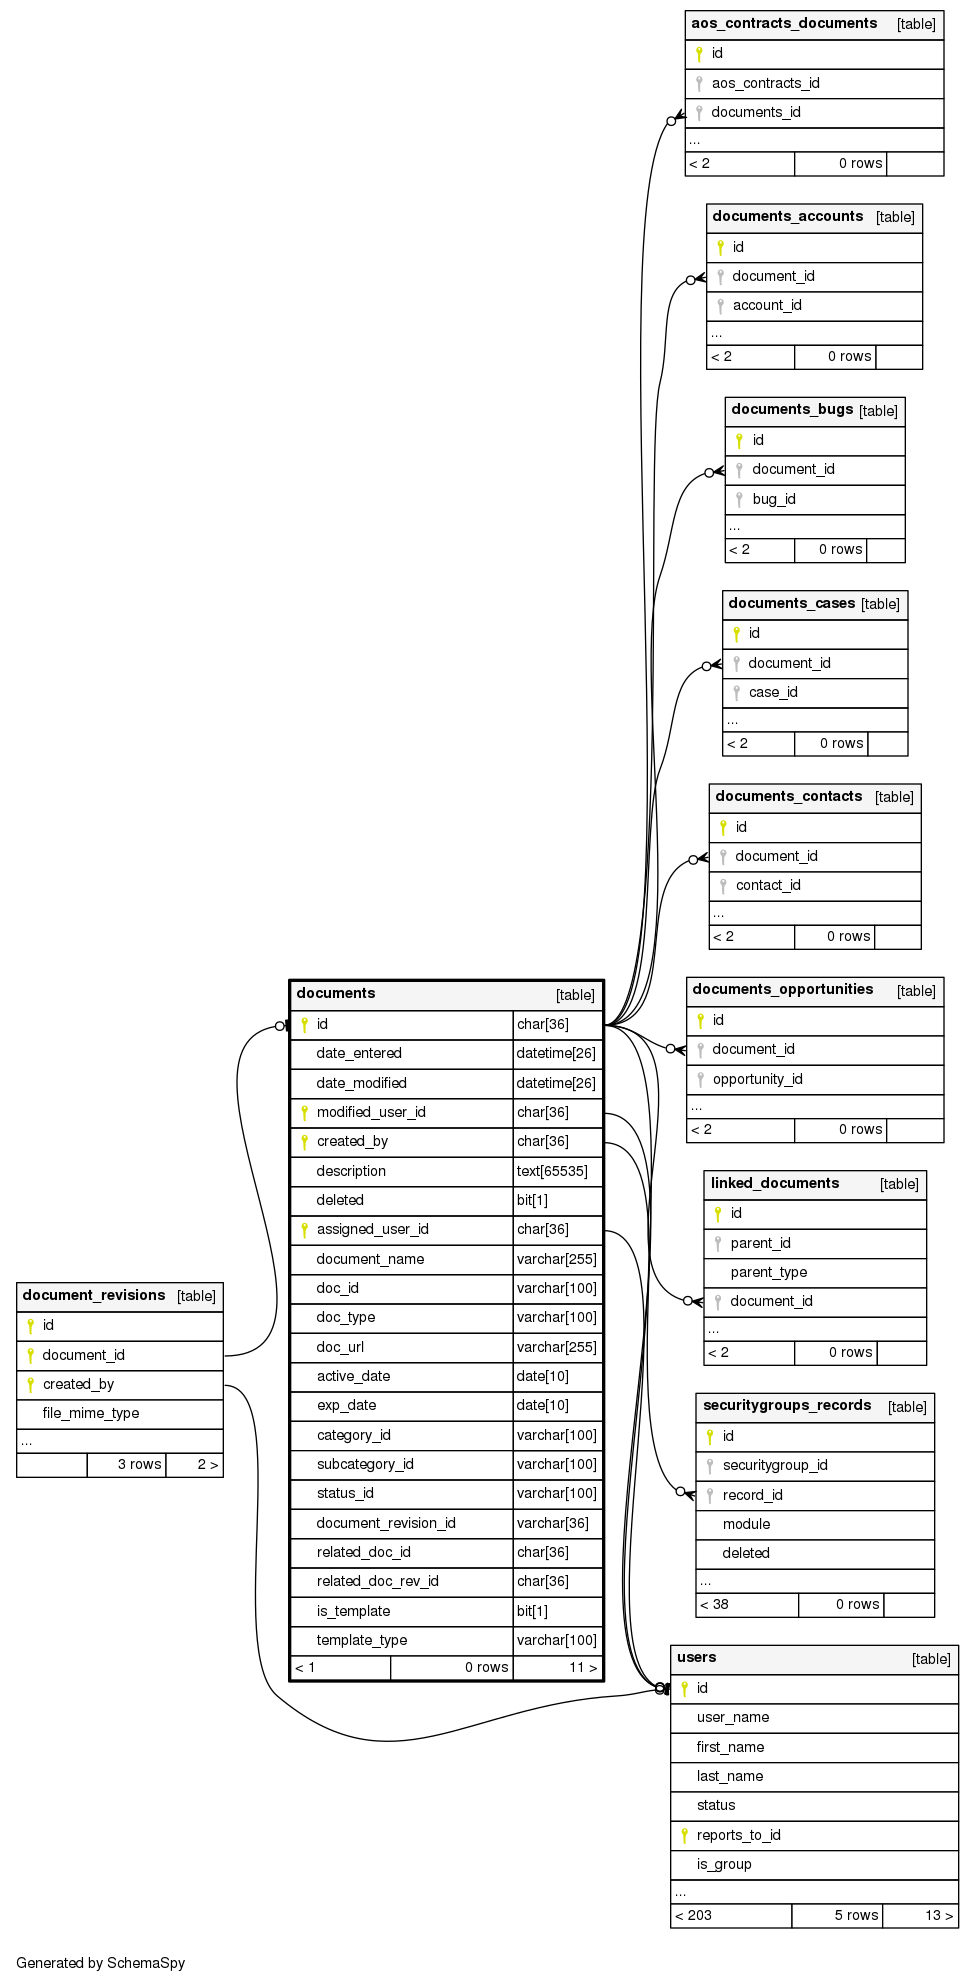 aos_contracts_documents [table]
id
aos_contracts_id
documents_id
...
< 2 0 rows
documents_accounts [table]
id
document_id
account_id
...
< 2 0 rows
documents_bugs [table]
id
document_id
bug_id
...
< 2 0 rows
documents_cases [table]
id
document_id
case_id
...
< 2 0 rows
documents_contacts [table]
id
document_id
contact_id
...
< 2 0 rows
documents [table]
id char[36]
date_entered datetime[26]
date_modified datetime[26]
modified_user_id char[36]
created_by char[36]
description text[65535]
deleted bit[1]
assigned_user_id char[36]
document_name varchar[255]
doc_id varchar[100]
doc_type varchar[100]
doc_url varchar[255]
active_date date[10]
exp_date date[10]
category_id varchar[100]
subcategory_id varchar[100]
status_id varchar[100]
document_revision_id varchar[36]
related_doc_id char[36]
related_doc_rev_id char[36]
is_template bit[1]
template_type varchar[100]
< 1 0 rows 11 >
documents_opportunities [table]
id
document_id
opportunity_id
...
< 2 0 rows
linked_documents [table]
id
parent_id
parent_type
document_id
...
< 2 0 rows
document_revisions [table]
id
document_id
created_by
file_mime_type
...
3 rows 2 >
securitygroups_records [table]
id
securitygroup_id
record_id
module
deleted
...
< 38 0 rows
users [table]
id
user_name
first_name
last_name
status
reports_to_id
is_group
...
< 203 5 rows 13 >
Generated by SchemaSpy